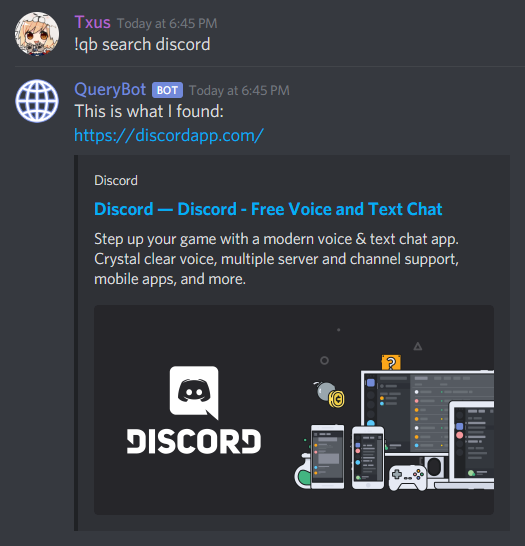 Txus Today at 6:45 PM
!qb search discord
QueryBot BOT Today at 6:45 PM
This is what I found:
https://discordapp.com/
Discord
Discord — Discord - Free Voice and Text Chat
Step up your game with a modern voice & text chat app.
Crystal clear voice, multiple server and channel support,
mobile apps, and more.
?
DISCORD